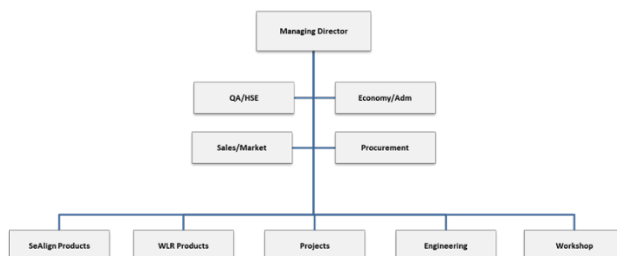 Managing Director
QA/HSE
Economy/Adm
Sales/Market
Procurement
SeAlign Products
WLR Products
Projects
Engineering
Workshop